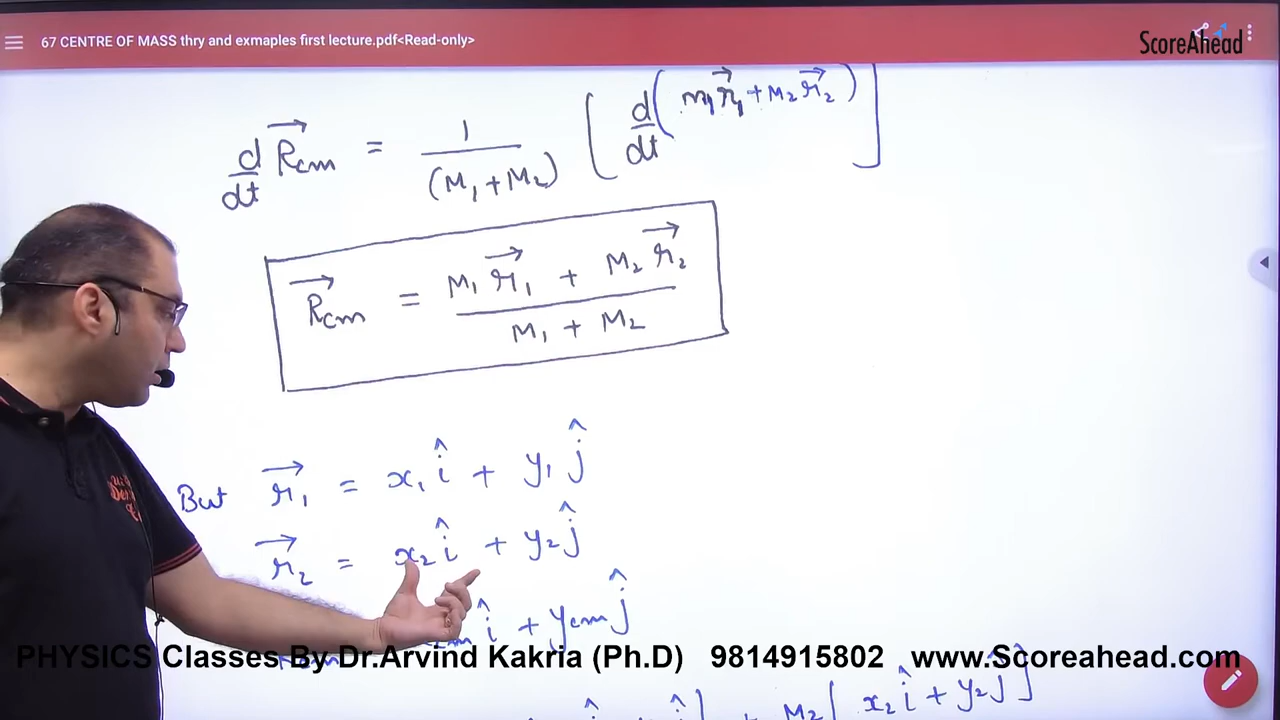 67 CENTRE OF MASS thry and exmaples first lecture.pdf<Read-only>
ScoreAhead
d/dt R⃗cm = 1/(M₁+M₂) [ d/dt (m₁r⃗₁ + M₂r⃗₂) ]
R⃗cm = (M₁r⃗₁ + M₂r⃗₂)/(M₁ + M₂)
But r⃗₁ = x₁î + y₁ĵ
r⃗₂ = x₂î + y₂ĵ
î + ycm ĵ
PHYSICS Classes By Dr.Arvind Kakria (Ph.D) 9814915802 www.Scoreahead.com
] + M₂[ x₂î + y₂ĵ ]